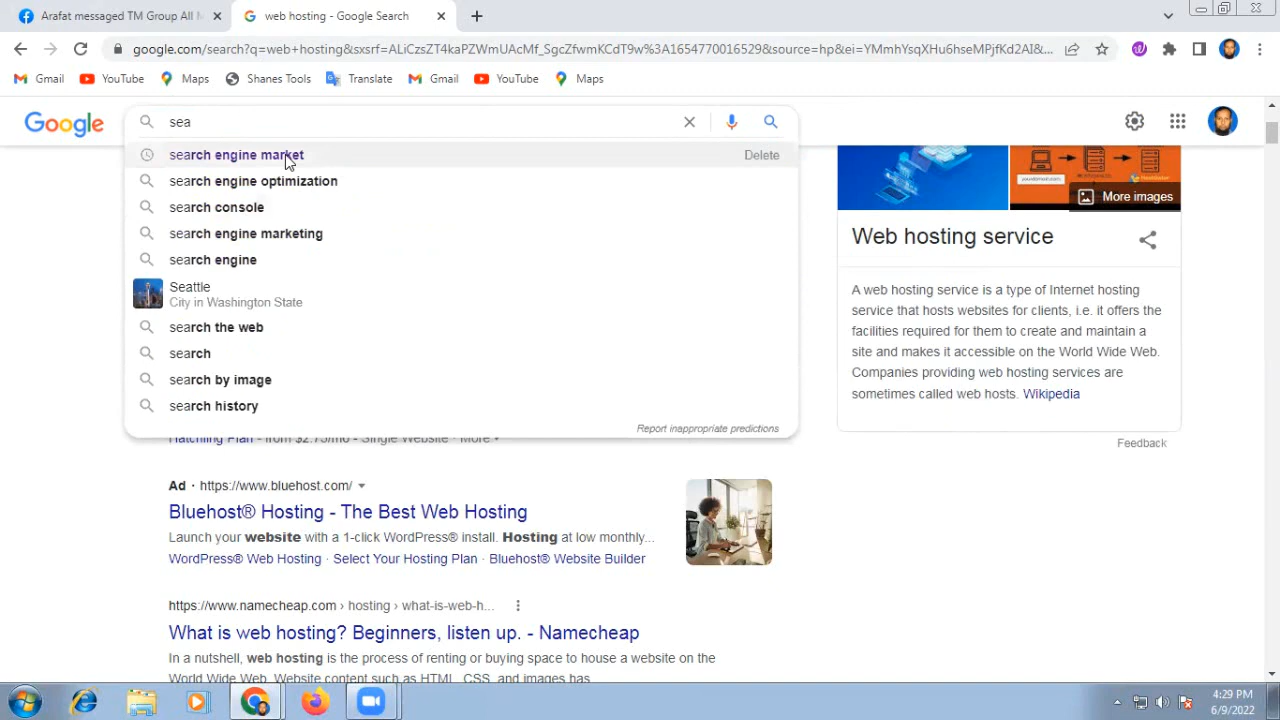 Arafat messaged TM Group All M
web hosting - Google Search
google.com/search?q=web+hosting&sxsrf=ALiCzsZT4kaPZWmUAcMf_SgcZfwmKCdT9w%3A1654770016529&source=hp&ei=YMmhYsqXHu6hseMPjfKd2AI&...
Gmail YouTube Maps Shanes Tools Translate Gmail YouTube Maps
Google
sea
search engine market
Delete
search engine optimization
search console
search engine marketing
search engine
Seattle
City in Washington State
search the web
search
search by image
search history
Report inappropriate predictions
Hatchling Plan - from $2.75/mo - Single Website · More
Ad · https://www.bluehost.com/
Bluehost® Hosting - The Best Web Hosting
Launch your website with a 1-click WordPress® install. Hosting at low monthly...
WordPress® Web Hosting · Select Your Hosting Plan · Bluehost® Website Builder
https://www.namecheap.com › hosting › what-is-web-h...
What is web hosting? Beginners, listen up. - Namecheap
In a nutshell, web hosting is the process of renting or buying space to house a website on the
World Wide Web. Website content such as HTML, CSS, and images has
More images
Web hosting service
A web hosting service is a type of Internet hosting
service that hosts websites for clients, i.e. it offers the
facilities required for them to create and maintain a
site and makes it accessible on the World Wide Web.
Companies providing web hosting services are
sometimes called web hosts. Wikipedia
Feedback
4:29 PM
6/9/2022